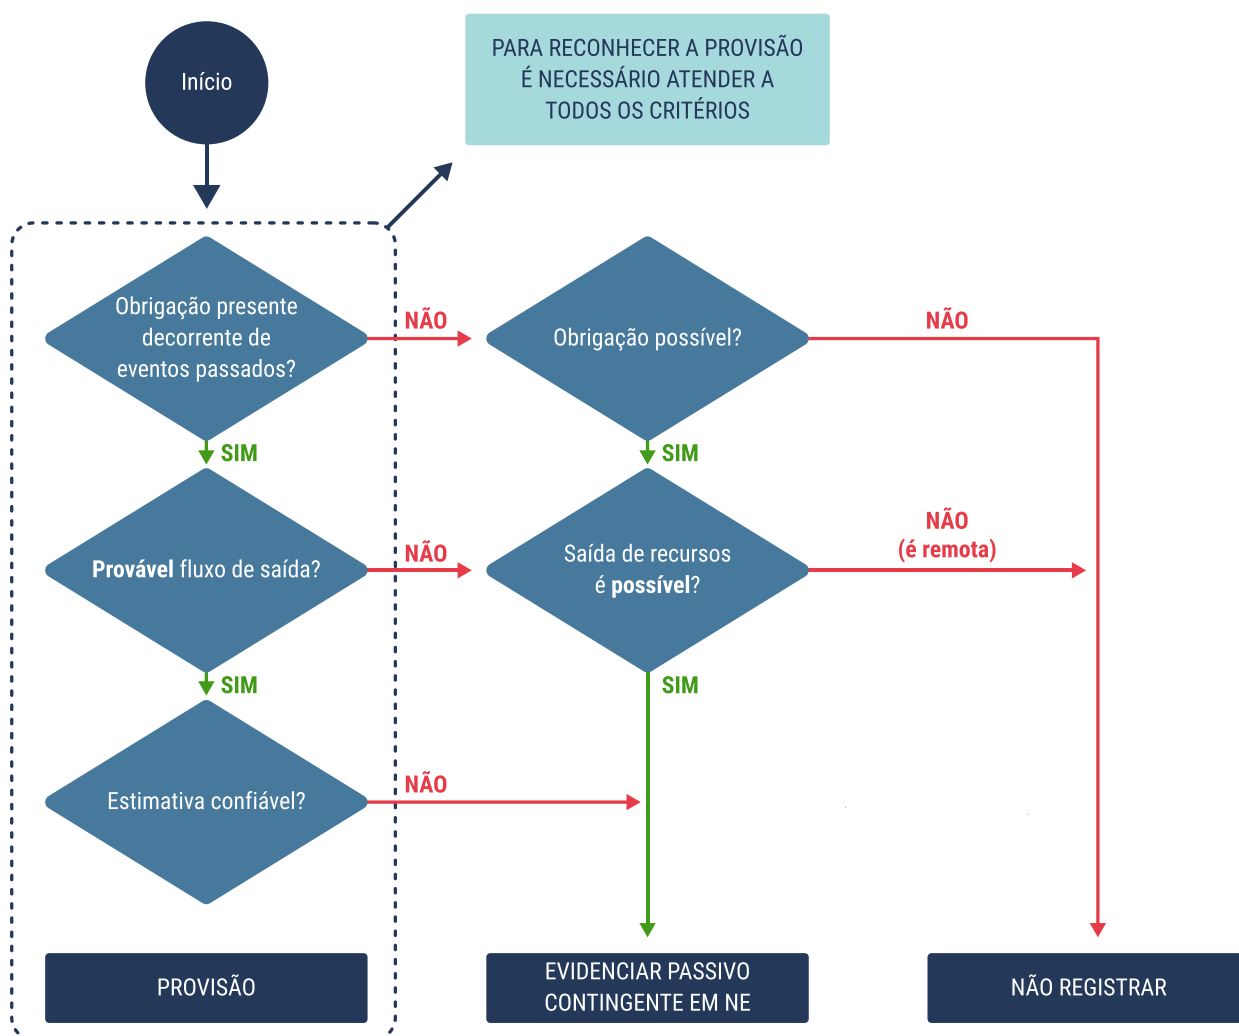 Início
PARA RECONHECER A PROVISÃO
É NECESSÁRIO ATENDER A
TODOS OS CRITÉRIOS
Obrigação presente
decorrente de
eventos passados?
NÃO
Obrigação possível?
NÃO
SIM
SIM
Provável fluxo de saída?
NÃO
Saída de recursos
é possível?
NÃO
(é remota)
SIM
SIM
Estimativa confiável?
NÃO
PROVISÃO
EVIDENCIAR PASSIVO
CONTINGENTE EM NE
NÃO REGISTRAR